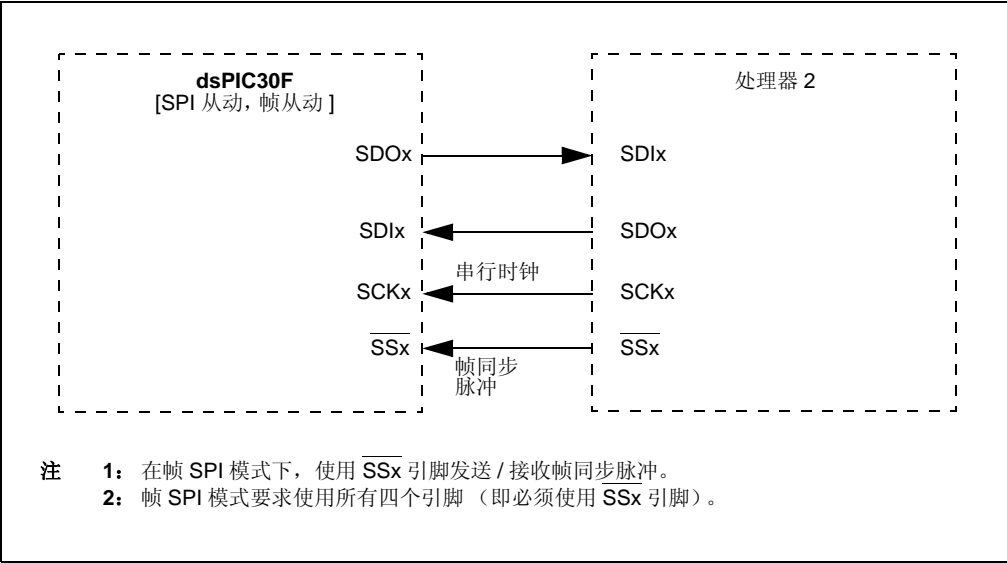 dsPIC30F
[SPI 从动，帧从动 ]
处理器 2
SDOx
SDIx
SDIx
SDOx
串行时钟
SCKx
SCKx
SSx
SSx
帧同步
脉冲
注 1： 在帧 SPI 模式下，使用 SSx 引脚发送 / 接收帧同步脉冲。
2： 帧 SPI 模式要求使用所有四个引脚 （即必须使用 SSx 引脚）。